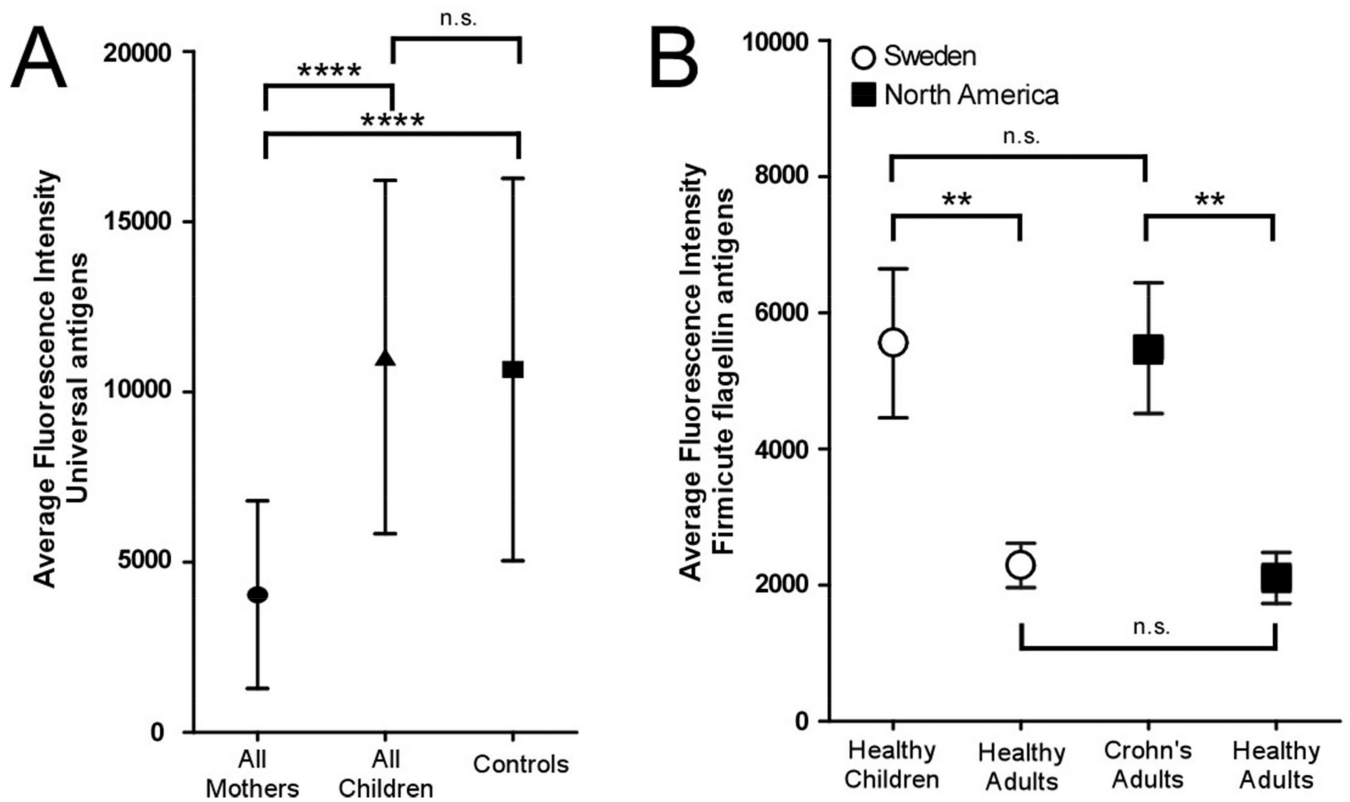 A
n.s.
****
****
20000
15000
10000
5000
0
Average Fluorescence Intensity
Universal antigens
All
Mothers
All
Children
Controls
B
Sweden
North America
n.s.
**
**
n.s.
10000
8000
6000
4000
2000
0
Average Fluorescence Intensity
Firmicute flagellin antigens
Healthy
Children
Healthy
Adults
Crohn's
Adults
Healthy
Adults